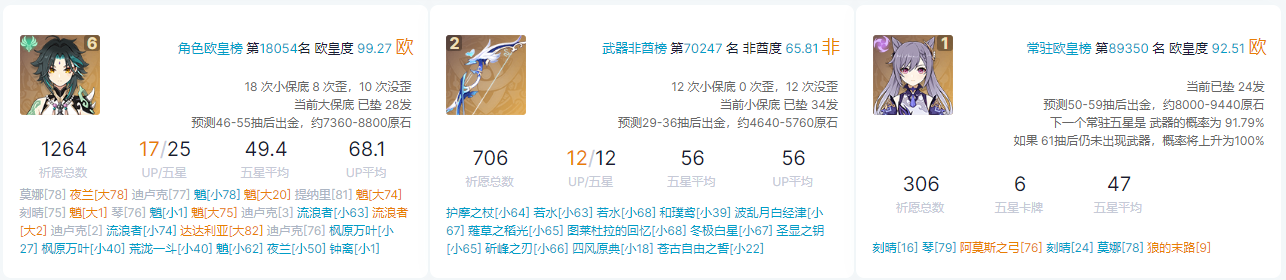 6
角色欧皇榜 第18054名 欧皇度 99.27 欧
18 次小保底 8 次歪，10 次没歪
当前大保底 已垫 28发
预测46-55抽后出金，约7360-8800原石
1264 17/25 49.4 68.1
祈愿总数 UP/五星 五星平均 UP平均
莫娜[78] 夜兰[大78] 迪卢克[77] 魈[小78] 魈[大20] 提纳里[81] 魈[大74]
刻晴[75] 魈[大1] 琴[76] 魈[小1] 魈[大75] 迪卢克[3] 流浪者[小63] 流浪者
[大2] 迪卢克[2] 流浪者[小74] 达达利亚[大82] 迪卢克[76] 枫原万叶[小
27] 枫原万叶[小40] 荒泷一斗[小40] 魈[小62] 夜兰[小50] 钟离[小1]
2
武器非酋榜 第70247 名 非酋度 65.81 非
12 次小保底 0 次歪，12 次没歪
当前小保底 已垫 34发
预测29-36抽后出金，约4640-5760原石
706 12/12 56 56
祈愿总数 UP/五星 五星平均 UP平均
护摩之杖[小64] 若水[小63] 若水[小68] 和璞鸢[小39] 波乱月白经津[小
67] 薙草之稻光[小65] 图莱杜拉的回忆[小68] 冬极白星[小67] 圣显之钥
[小65] 斫峰之刃[小66] 四风原典[小18] 苍古自由之誓[小22]
1
常驻欧皇榜 第89350 名 欧皇度 92.51 欧
当前已垫 24发
预测50-59抽后出金，约8000-9440原石
下一个常驻五星是 武器的概率为 91.79%
如果 61抽后仍未出现武器，概率将上升为100%
306 6 47
祈愿总数 五星卡牌 五星平均
刻晴[16] 琴[79] 阿莫斯之弓[76] 刻晴[24] 莫娜[78] 狼的末路[9]